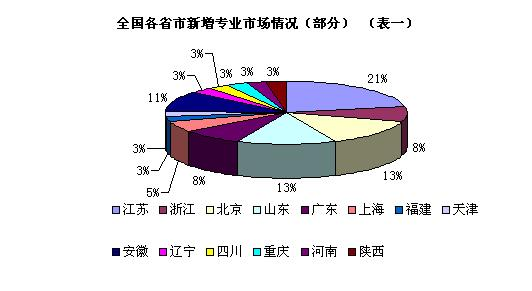 全国各省市新增专业市场情况（部分） （表一）
3%
3% 3% 3%
3% 21%
11%
3% 8%
3% 13%
5% 8% 13%
江苏 浙江 北京 山东 广东 上海 福建 天津
安徽 辽宁 四川 重庆 河南 陕西